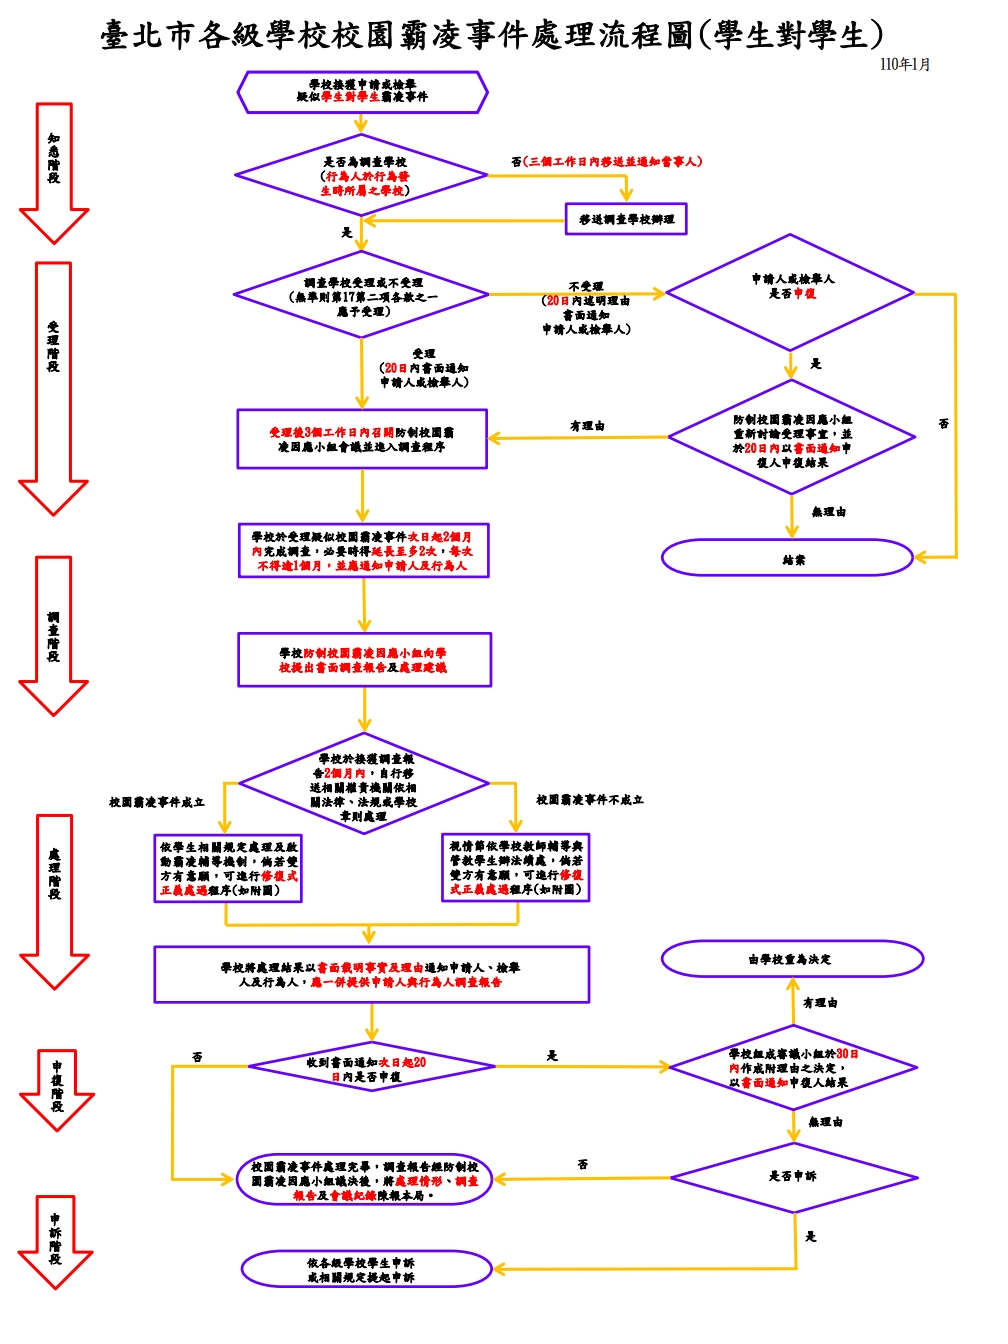 臺北市各級學校校園霸凌事件處理流程圖(學生對學生)
110年1月
知悉階段
學校接獲申請或檢舉
疑似學生對學生霸凌事件
是否為調查學校
(行為人於行為發
生時所屬之學校)
否(三個工作日內移送並通知當事人)
移送調查學校辦理
是
受理階段
調查學校受理或不受理
(無準則第17第二項各款之一
應予受理)
不受理
(20日內述明理由
書面通知
申請人或檢舉人)
申請人或檢舉人
是否申復
是
否
受理
(20日內書面通知
申請人或檢舉人)
受理後3個工作日內召開防制校園霸
凌因應小組會議並進入調查程序
有理由
防制校園霸凌因應小組
重新討論受理事宜，並
於20日內以書面通知申
復人申復結果
無理由
結案
調查階段
學校於受理疑似校園霸凌事件次日起2個月
內完成調查，必要時得延長至多2次，每次
不得逾1個月，並應通知申請人及行為人
學校防制校園霸凌因應小組向學
校提出書面調查報告及處理建議
處理階段
學校於接獲調查報
告2個月內，自行移
送相關權責機關依相
關法律、法規或學校
章則處理
校園霸凌事件成立
校園霸凌事件不成立
依學生相關規定處理及啟
動霸凌輔導機制，倘若雙
方有意願，可進行修復式
正義處遇程序(如附圖)
視情節依學校教師輔導與
管教學生辦法續處，倘若
雙方有意願，可進行修復
式正義處遇程序(如附圖)
學校將處理結果以書面載明事實及理由通知申請人、檢舉
人及行為人，應一併提供申請人與行為人調查報告
由學校重為決定
有理由
申復階段
收到書面通知次日起20
日內是否申復
否
是
學校組成審議小組於30日
內作成附理由之決定，
以書面通知申復人結果
無理由
是否申訴
否
是
校園霸凌事件處理完畢，調查報告經防制校
園霸凌因應小組議決後，將處理情形、調查
報告及會議紀錄陳報本局。
申訴階段
依各級學校學生申訴
或相關規定提起申訴